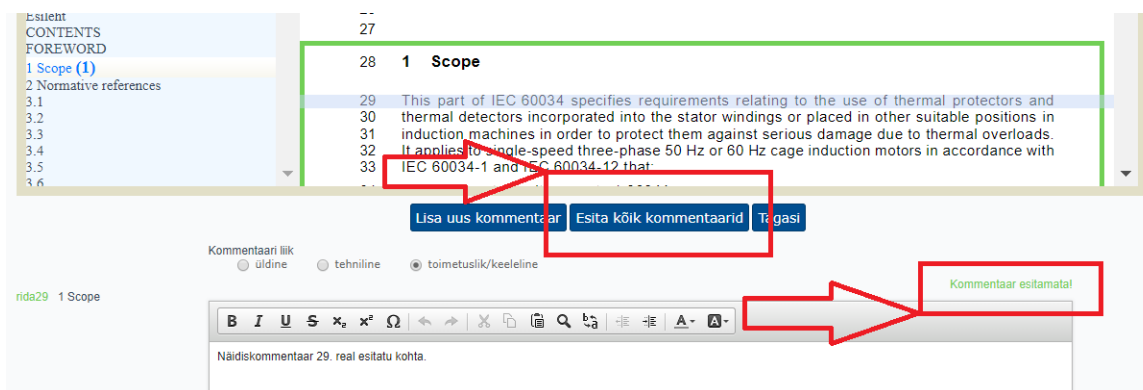 Esileht
CONTENTS
FOREWORD
1 Scope (1)
2 Normative references
3.1
3.2
3.3
3.4
3.5
3.6
27
28 1 Scope
29 This part of IEC 60034 specifies requirements relating to the use of thermal protectors and
30 thermal detectors incorporated into the stator windings or placed in other suitable positions in
31 induction machines in order to protect them against serious damage due to thermal overloads.
32 It applies to single-speed three-phase 50 Hz or 60 Hz cage induction motors in accordance with
33 IEC 60034-1 and IEC 60034-12 that:
Lisa uus kommentaar Esita kõik kommentaarid Tagasi
Kommentaari liik
üldine tehniline toimetuslik/keeleline
Kommentaar esitamata!
rida29 1 Scope
B I U S x₂ x² Ω A A
Näidiskommentaar 29. real esitatu kohta.